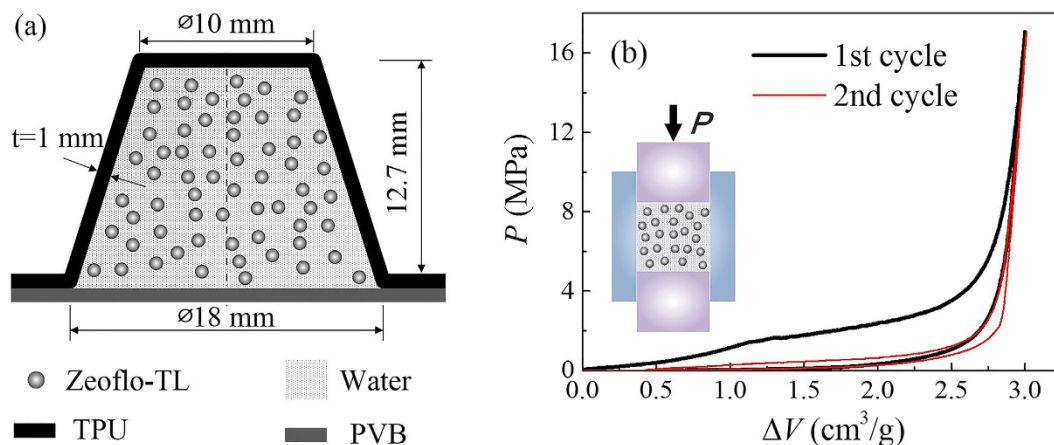 (a)
⌀10 mm
t=1 mm
12.7 mm
⌀18 mm
Zeoflo-TL
Water
TPU
PVB
(b)
1st cycle
2nd cycle
P
P (MPa)
16
12
8
4
0
0.0 0.5 1.0 1.5 2.0 2.5 3.0
ΔV (cm³/g)